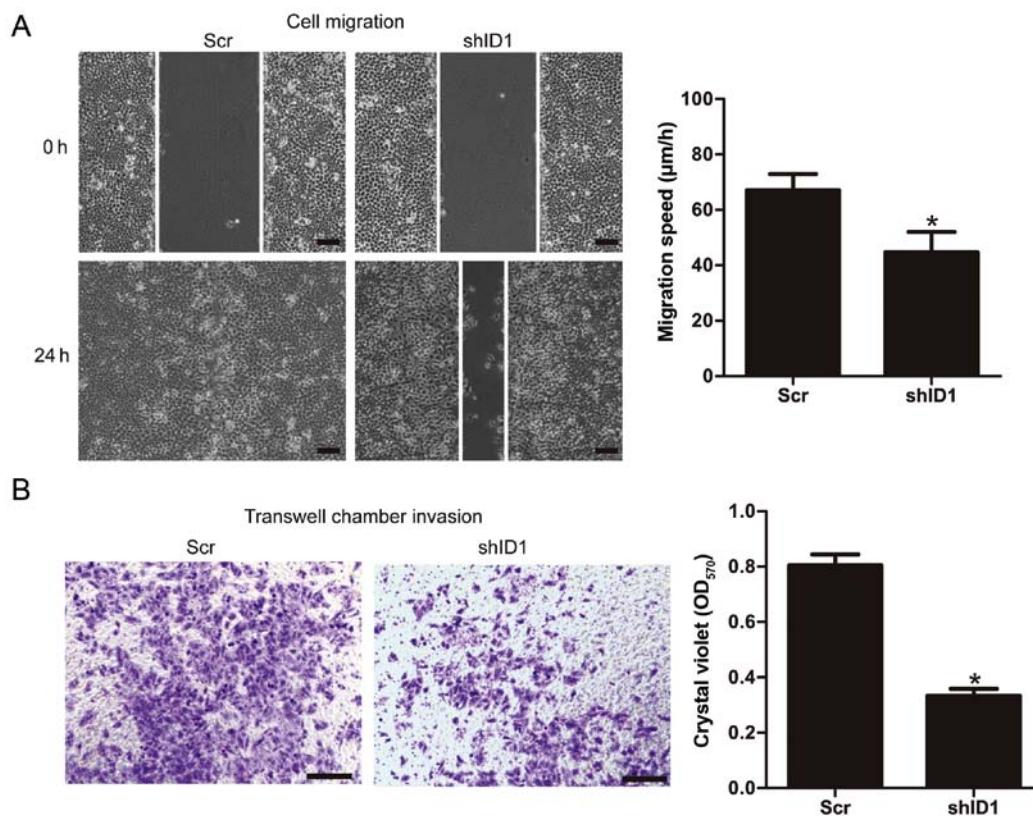 A
Cell migration
Scr
shID1
0 h
24 h
100
80
60
40
20
0
Migration speed (µm/h)
*
Scr
shID1
B
Transwell chamber invasion
Scr
shID1
1.0
0.8
0.6
0.4
0.2
0.0
Crystal violet (OD570)
*
Scr
shID1